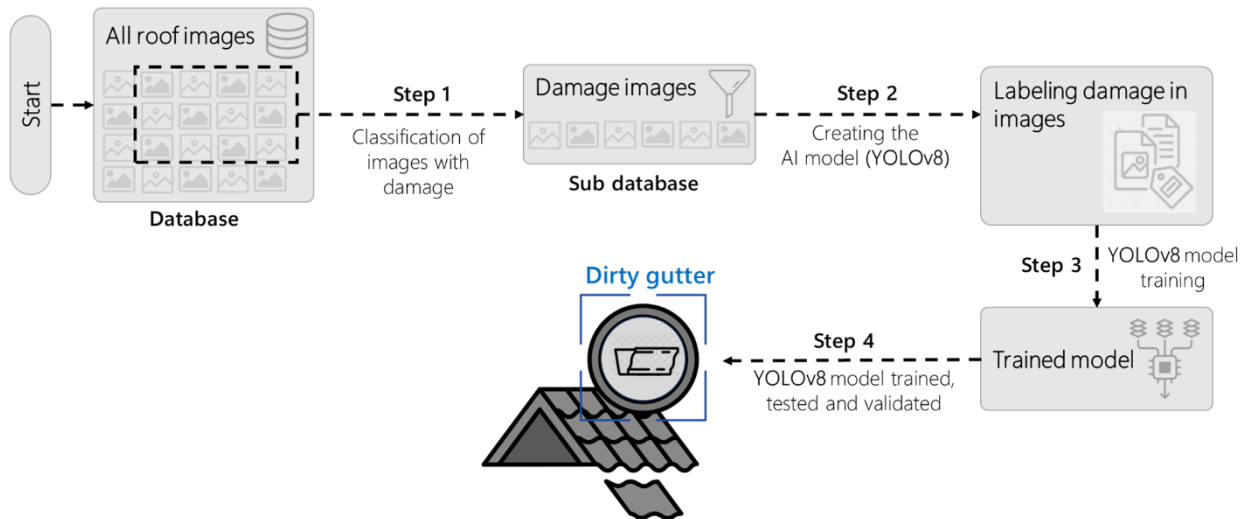 Start
All roof images
Database
Step 1
Classification of
images with
damage
Damage images
Sub database
Step 2
Creating the
AI model (YOLOv8)
Labeling damage in
images
Step 3
YOLOv8 model
training
Trained model
Step 4
YOLOv8 model trained,
tested and validated
Dirty gutter